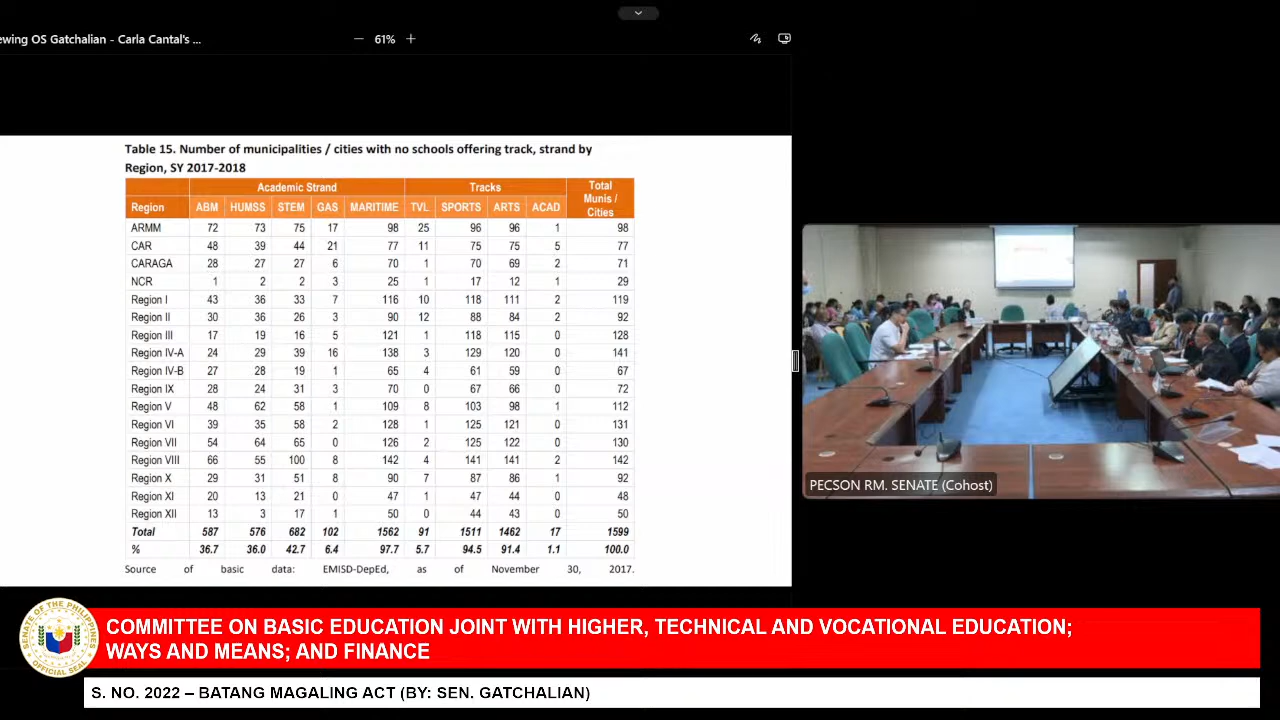 ewing OS Gatchalian - Carla Cantal's ...
61%
Table 15. Number of municipalities / cities with no schools offering track, strand by
Region, SY 2017-2018
Academic Strand Tracks Total Munis / Cities
Region ABM HUMSS STEM GAS MARITIME TVL SPORTS ARTS ACAD
ARMM 72 73 75 17 98 25 96 96 1 98
CAR 48 39 44 21 77 11 75 75 5 77
CARAGA 28 27 27 6 70 1 70 69 2 71
NCR 1 2 2 3 25 1 17 12 1 29
Region I 43 36 33 7 116 10 118 111 2 119
Region II 30 36 26 3 90 12 88 84 2 92
Region III 17 19 16 5 121 1 118 115 0 128
Region IV-A 24 29 39 16 138 3 129 120 0 141
Region IV-B 27 28 19 1 65 4 61 59 0 67
Region IX 28 24 31 3 70 0 67 66 0 72
Region V 48 62 58 1 109 8 103 98 1 112
Region VI 39 35 58 2 128 1 125 121 0 131
Region VII 54 64 65 0 126 2 125 122 0 130
Region VIII 66 55 100 8 142 4 141 141 2 142
Region X 29 31 51 8 90 7 87 86 1 92
Region XI 20 13 21 0 47 1 47 44 0 48
Region XII 13 3 17 1 50 0 44 43 0 50
Total 587 576 682 102 1562 91 1511 1462 17 1599
% 36.7 36.0 42.7 6.4 97.7 5.7 94.5 91.4 1.1 100.0
Source of basic data: EMISD-DepEd, as of November 30, 2017.
PECSON RM. SENATE (Cohost)
SENATE OF THE PHILIPPINES
OFFICIAL SEAL
COMMITTEE ON BASIC EDUCATION JOINT WITH HIGHER, TECHNICAL AND VOCATIONAL EDUCATION;
WAYS AND MEANS; AND FINANCE
S. NO. 2022 – BATANG MAGALING ACT (BY: SEN. GATCHALIAN)